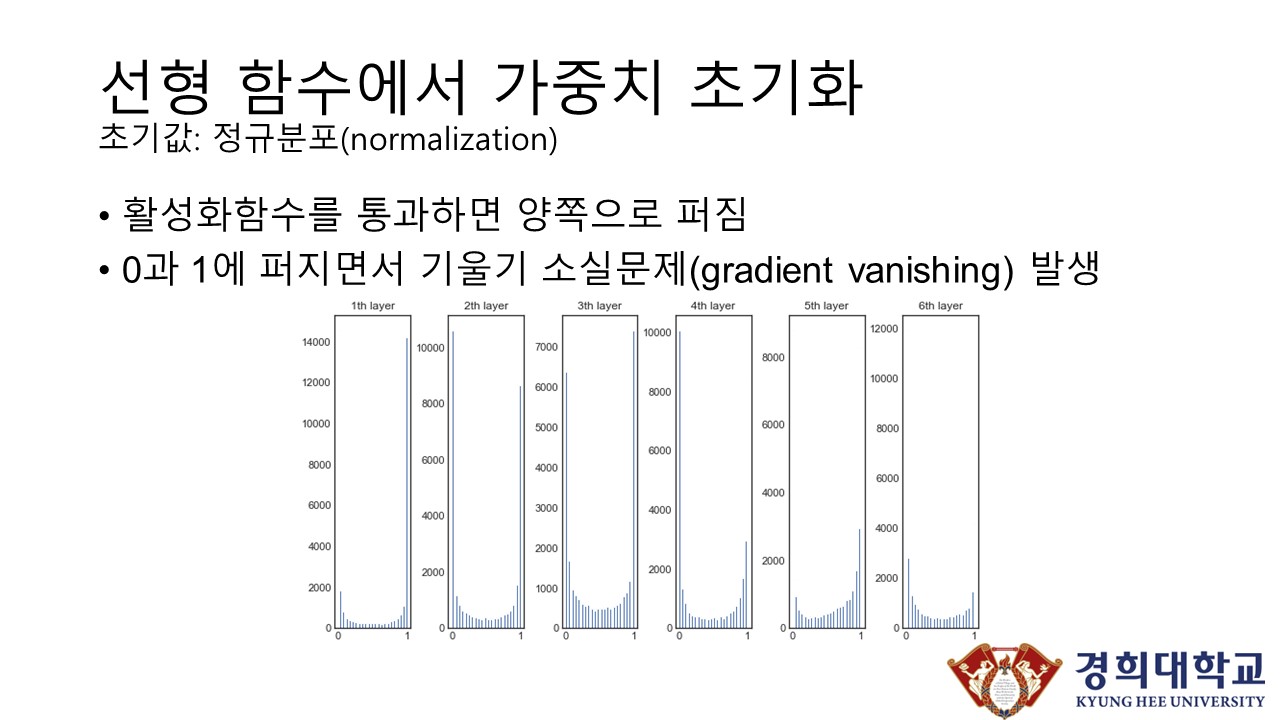 선형 함수에서 가중치 초기화
초기값: 정규분포(normalization)
• 활성화함수를 통과하면 양쪽으로 퍼짐
• 0과 1에 퍼지면서 기울기 소실문제(gradient vanishing) 발생
1th layer 2th layer 3th layer 4th layer 5th layer 6th layer
14000 12000 10000 8000 6000 4000 2000 0
0 1
10000 8000 6000 4000 2000 0
0 1
7000 6000 5000 4000 3000 2000 1000 0
0 1
10000 8000 6000 4000 2000 0
0 1
8000 6000 4000 2000 0
0 1
12000 10000 8000 6000 4000 2000 0
0 1
경희대학교
KYUNG HEE UNIVERSITY